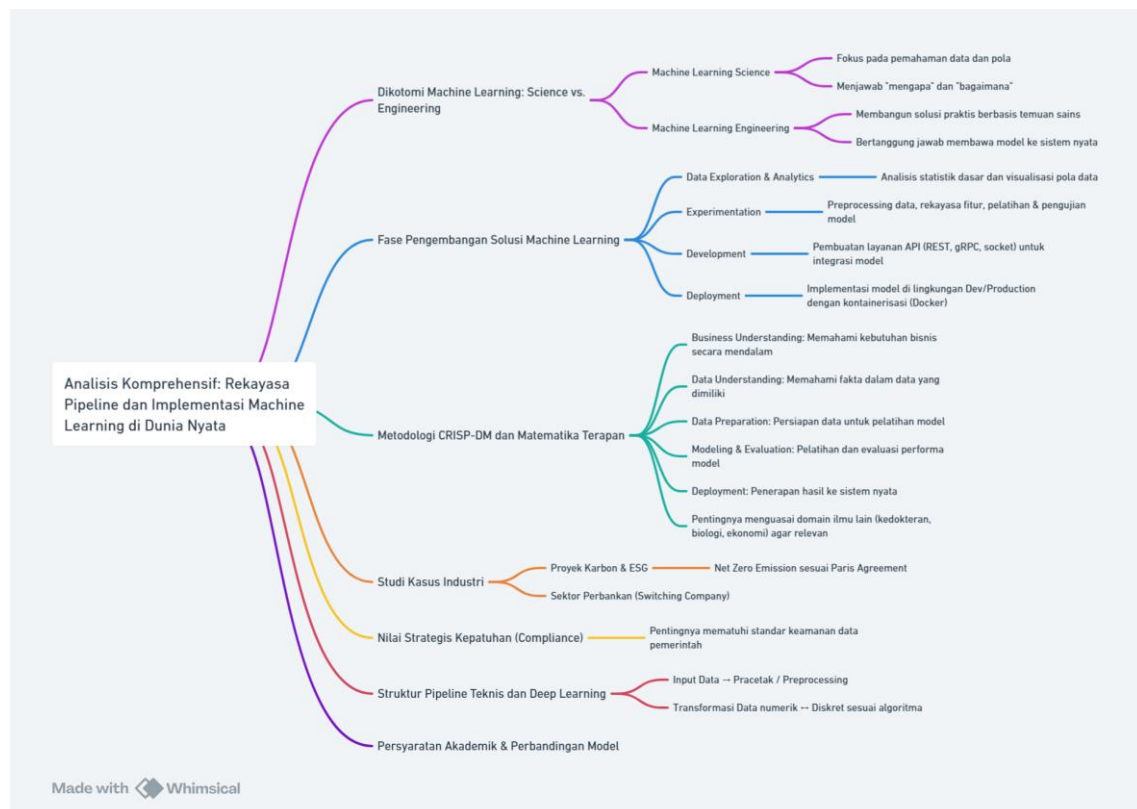 Analisis Komprehensif: Rekayasa
Pipeline dan Implementasi Machine
Learning di Dunia Nyata
Dikotomi Machine Learning: Science vs.
Engineering
Machine Learning Science
Fokus pada pemahaman data dan pola
Menjawab "mengapa" dan "bagaimana"
Machine Learning Engineering
Membangun solusi praktis berbasis temuan sains
Bertanggung jawab membawa model ke sistem nyata
Fase Pengembangan Solusi Machine Learning
Data Exploration & Analytics
Analisis statistik dasar dan visualisasi pola data
Experimentation
Preprocessing data, rekayasa fitur, pelatihan & pengujian
model
Development
Pembuatan layanan API (REST, gRPC, socket) untuk
integrasi model
Deployment
Implementasi model di lingkungan Dev/Production
dengan kontainerisasi (Docker)
Metodologi CRISP-DM dan Matematika Terapan
Business Understanding: Memahami kebutuhan bisnis
secara mendalam
Data Understanding: Memahami fakta dalam data yang
dimiliki
Data Preparation: Persiapan data untuk pelatihan model
Modeling & Evaluation: Pelatihan dan evaluasi performa
model
Deployment: Penerapan hasil ke sistem nyata
Pentingnya menguasai domain ilmu lain (kedokteran,
biologi, ekonomi) agar relevan
Studi Kasus Industri
Proyek Karbon & ESG
Net Zero Emission sesuai Paris Agreement
Sektor Perbankan (Switching Company)
Nilai Strategis Kepatuhan (Compliance)
Pentingnya mematuhi standar keamanan data
pemerintah
Struktur Pipeline Teknis dan Deep Learning
Input Data → Pracetak / Preprocessing
Transformasi Data numerik ↔ Diskret sesuai algoritma
Persyaratan Akademik & Perbandingan Model
Made with Whimsical